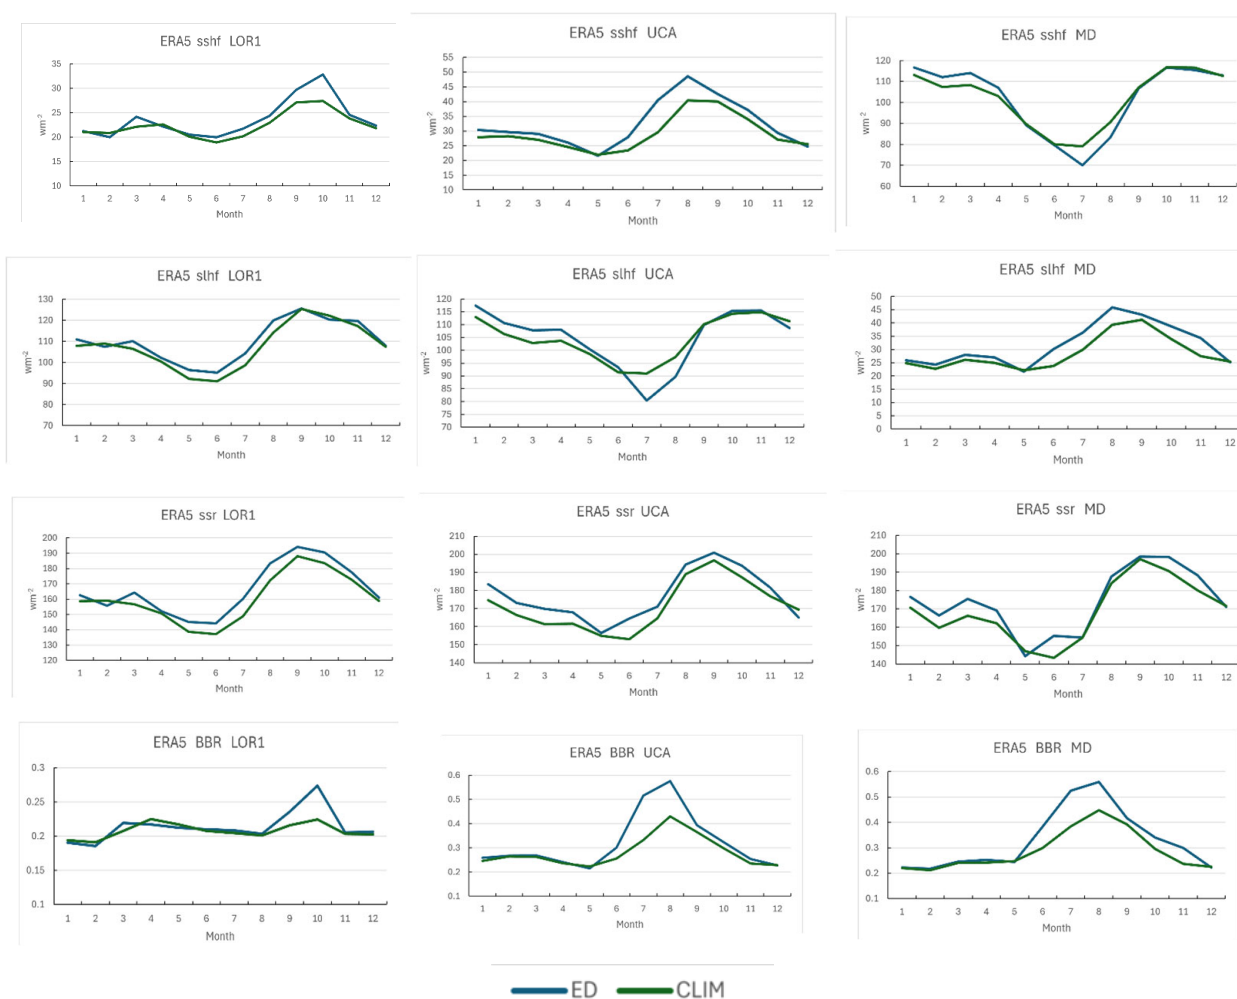 ERA5 sshf LOR1
35
30
25
20
15
10
wm-2
1 2 3 4 5 6 7 8 9 10 11 12
Month
ERA5 sshf UCA
55
50
45
40
35
30
25
20
15
10
wm-2
1 2 3 4 5 6 7 8 9 10 11 12
Month
ERA5 sshf MD
120
110
100
90
80
70
60
wm-2
1 2 3 4 5 6 7 8 9 10 11 12
Month
ERA5 slhf LOR1
130
120
110
100
90
80
70
wm-2
1 2 3 4 5 6 7 8 9 10 11 12
Month
ERA5 slhf UCA
120
115
110
105
100
95
90
85
80
75
70
wm-2
1 2 3 4 5 6 7 8 9 10 11 12
Month
ERA5 slhf MD
50
45
40
35
30
25
20
15
10
5
0
wm-2
1 2 3 4 5 6 7 8 9 10 11 12
Month
ERA5 ssr LOR1
200
190
180
170
160
150
140
130
120
wm-2
1 2 3 4 5 6 7 8 9 10 11 12
Month
ERA5 ssr UCA
210
200
190
180
170
160
150
140
wm-2
1 2 3 4 5 6 7 8 9 10 11 12
Month
ERA5 ssr MD
210
200
190
180
170
160
150
140
wm-2
1 2 3 4 5 6 7 8 9 10 11 12
Month
ERA5 BBR LOR1
0.3
0.25
0.2
0.15
0.1
1 2 3 4 5 6 7 8 9 10 11 12
Month
ERA5 BBR UCA
0.6
0.5
0.4
0.3
0.2
0.1
1 2 3 4 5 6 7 8 9 10 11 12
Month
ERA5 BBR MD
0.6
0.5
0.4
0.3
0.2
0.1
1 2 3 4 5 6 7 8 9 10 11 12
Month
ED CLIM